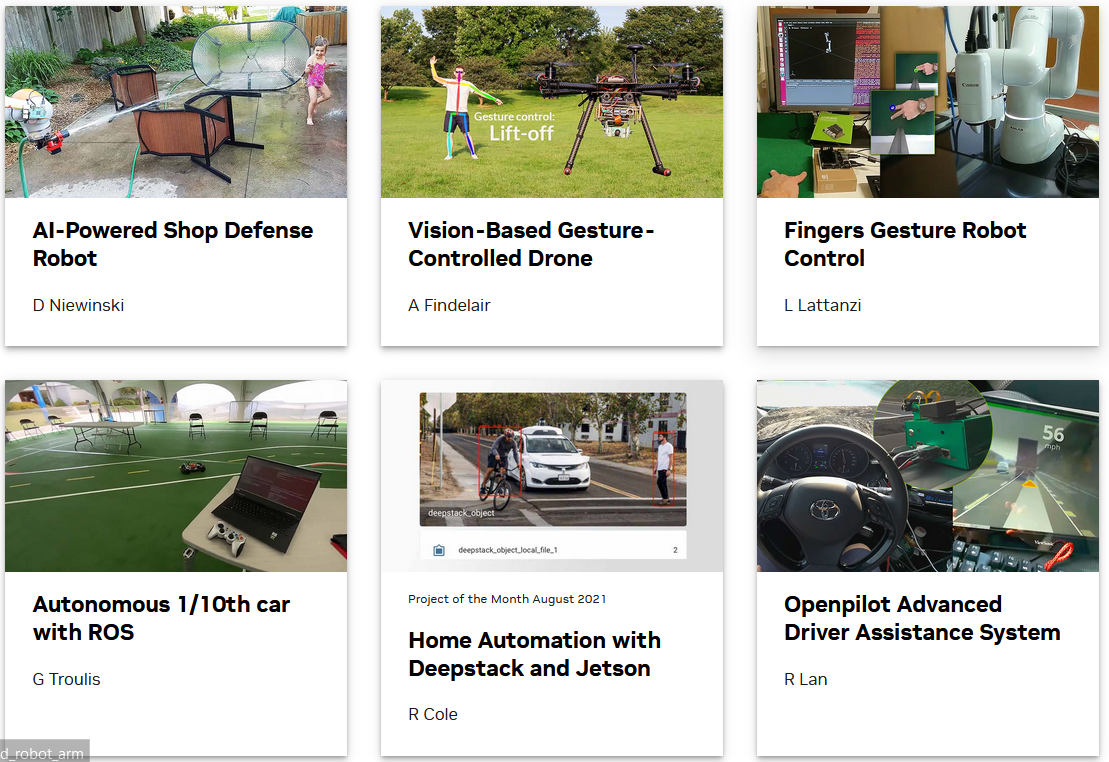 Gesture control:
Lift-off
Canon
AI-Powered Shop Defense
Robot
D Niewinski
Vision-Based Gesture-
Controlled Drone
A Findelair
Fingers Gesture Robot
Control
L Lattanzi
deepstack_object
deepstack_object_local_file_1
2
56
mph
ViewSonic
Autonomous 1/10th car
with ROS
G Troulis
Project of the Month August 2021
Home Automation with
Deepstack and Jetson
R Cole
Openpilot Advanced
Driver Assistance System
R Lan
d_robot_arm